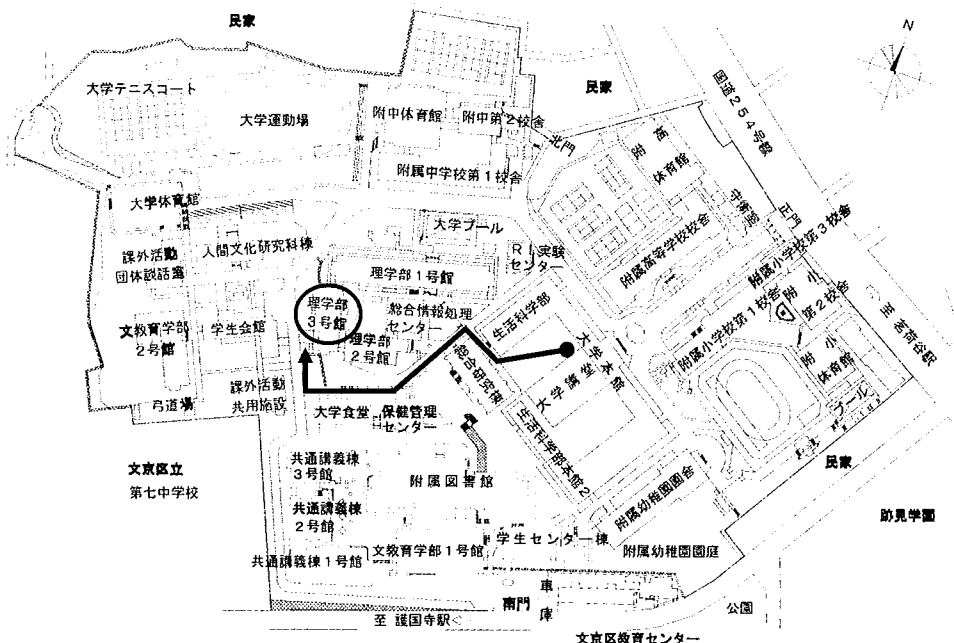 民家
N
大学テニスコート
大学運動場
附中体育館
附中第2校舎
民家
国道254号線
北門
附属中学校第1校舎
附高
体育館
守衛室
正門
大学体育館
大学プール
課外活動
団体談話室
人間文化研究科棟
RI実験
センター
附属高等学校校舎
附属小学校第3校舎
理学部1号館
附属小学校第1校舎
附小
第2校舎
至 茗荷谷駅
理学部
3号館
総合情報処理
センター
生活科学部
文教育学部
2号館
学生会館
理学部
2号館
総合研究棟
大学本館
大学講堂
附小
体育館
プール
弓道場
課外活動
共用施設
大学食堂
保健管理
センター
生活科学部本館2
文京区立
第七中学校
共通講義棟
3号館
附属図書館
附属幼稚園園舎
民家
跡見学園
共通講義棟
2号館
学生センター棟
共通講義棟1号館
文教育学部1号館
附属幼稚園園庭
南門
車庫
公園
至 護国寺駅
文京区教育センター